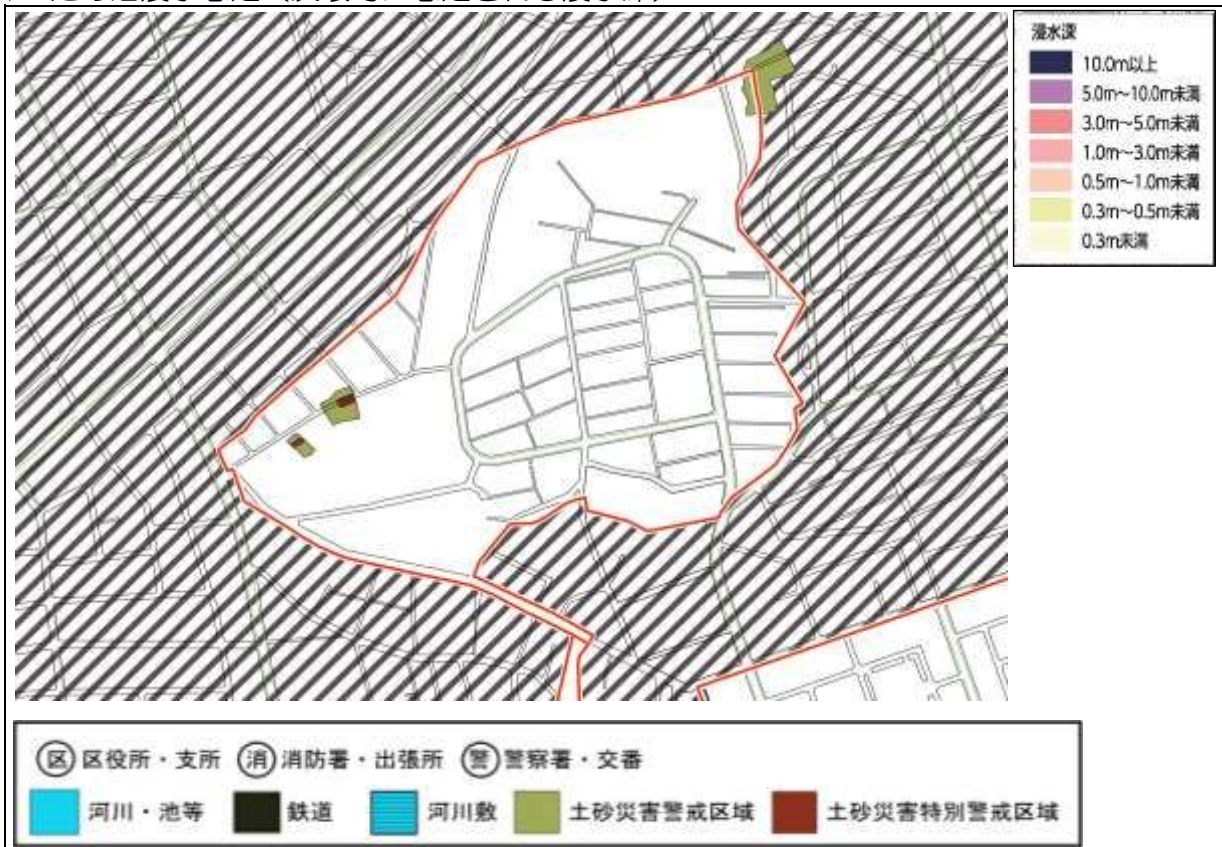 浸水深
10.0m以上
5.0m～10.0m未満
3.0m～5.0m未満
1.0m～3.0m未満
0.5m～1.0m未満
0.3m～0.5m未満
0.3m未満
区 区役所・支所 消 消防署・出張所 警 警察署・交番
河川・池等 鉄道 河川敷 土砂災害警戒区域 土砂災害特別警戒区域